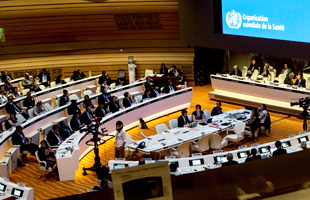 Organisation
mondiale de la Santé